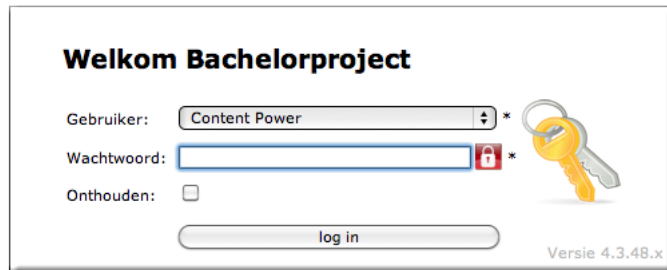 Welkom Bachelorproject
Gebruiker: Content Power *
Wachtwoord: *
Onthouden:
log in
Versie 4.3.48.x